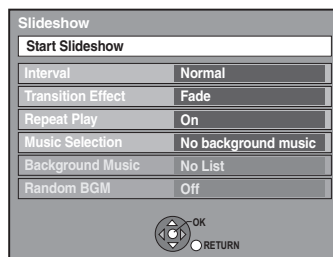 Slideshow
Start Slideshow
Interval Normal
Transition Effect Fade
Repeat Play On
Music Selection No background music
Background Music No List
Random BGM Off
OK
RETURN